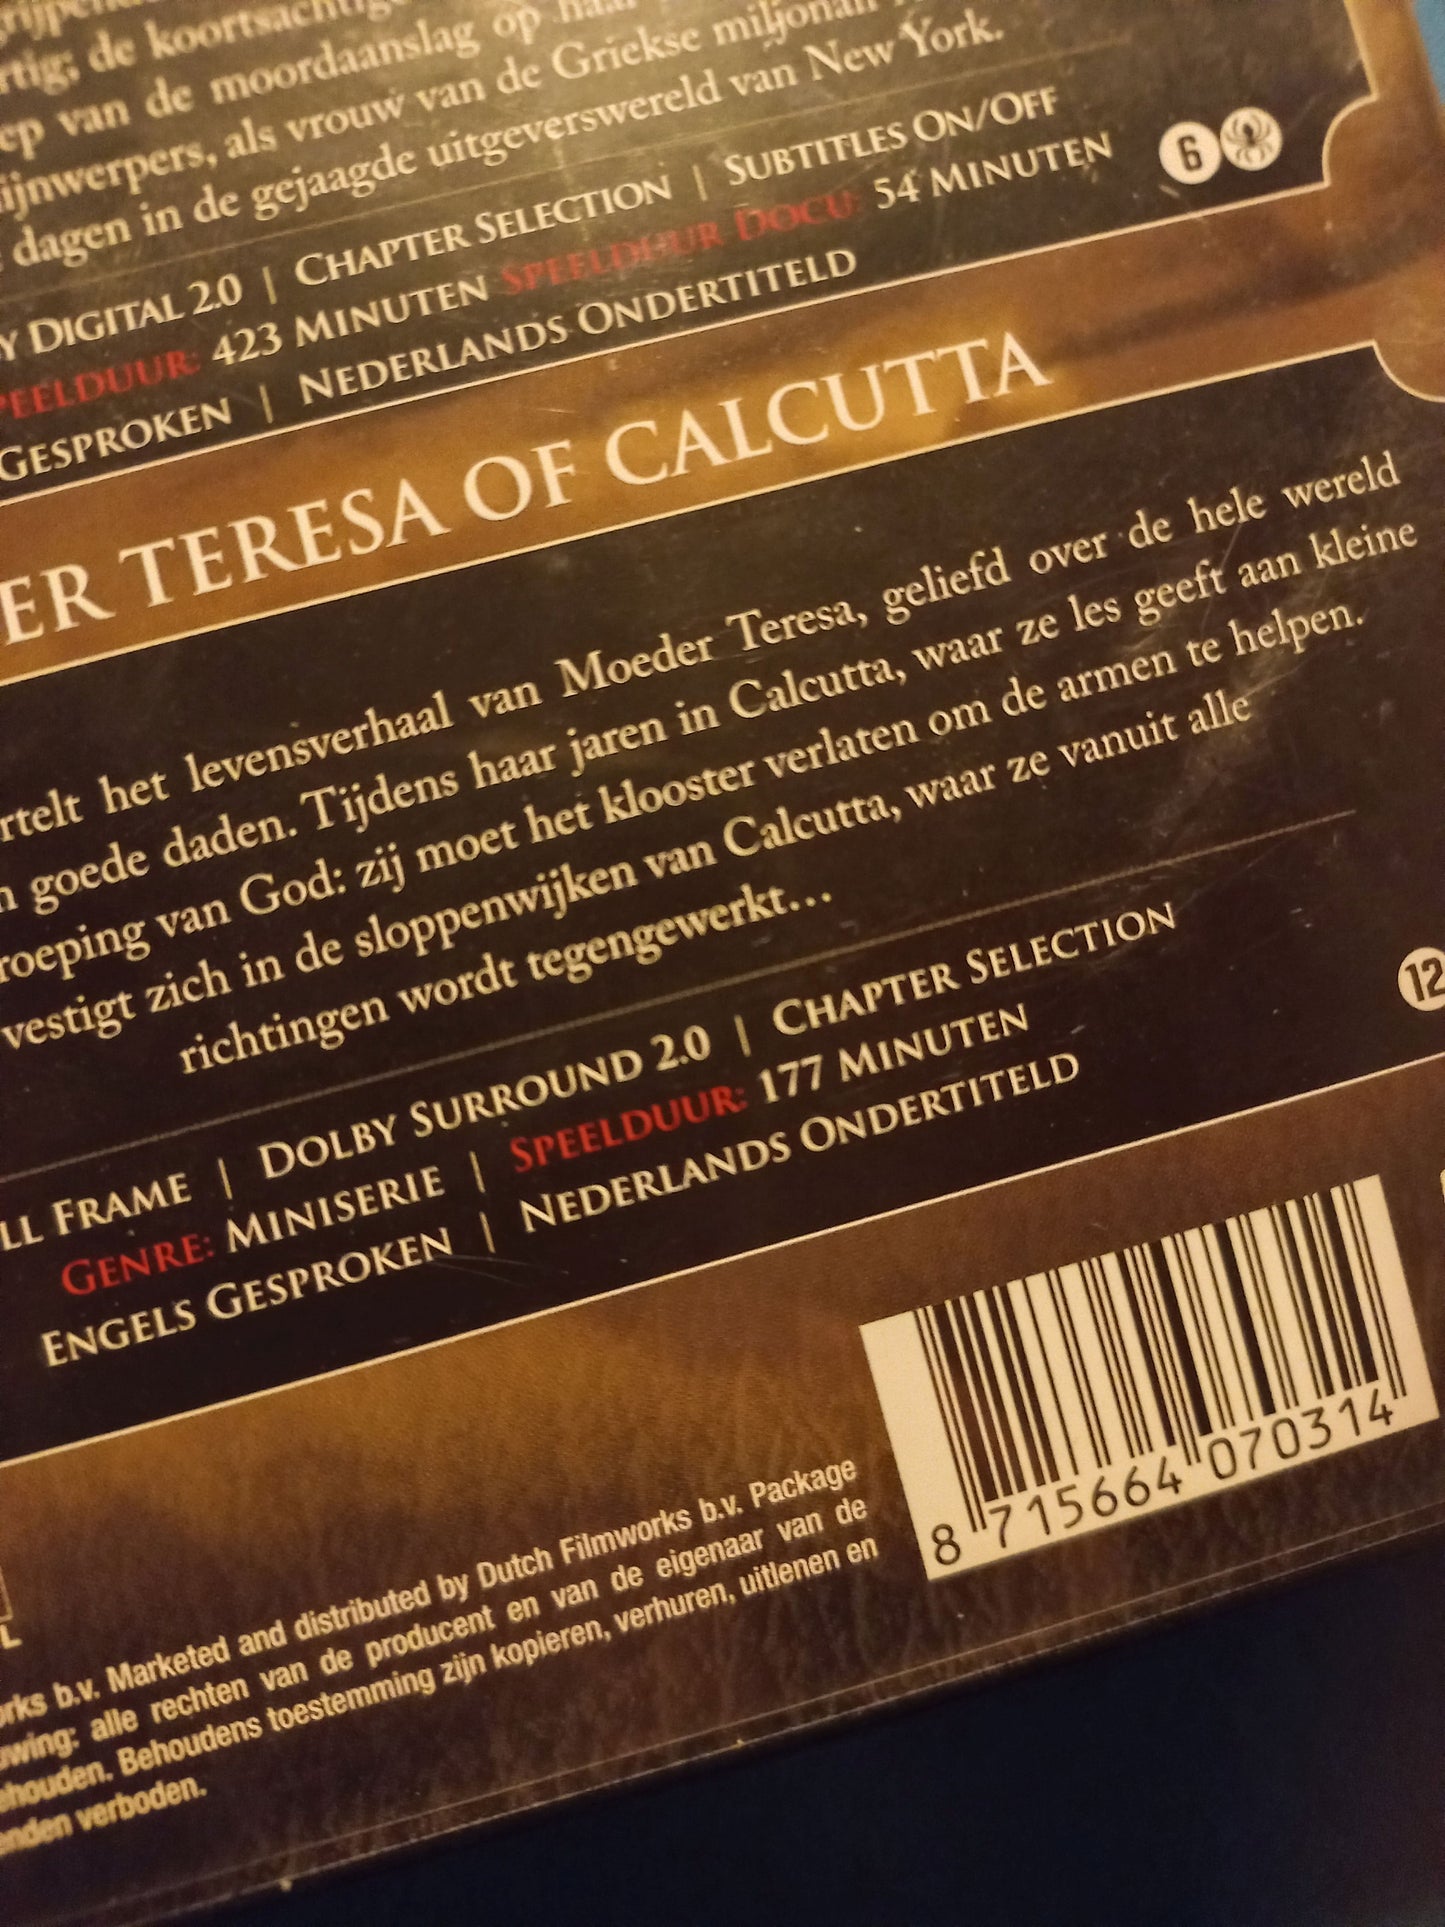 de koortsachtige
ep van de moordaanslag op haar
ijnwerpers, als vrouw van de Griekse miljonair
dagen in de gejaagde uitgeverswereld van New York.
Y Digital 2.0 | Chapter Selection | Subtitles On/Off
Speelduur: 423 Minuten Speelduur Docu: 54 Minuten
Gesproken | Nederlands Ondertiteld
6
ER TERESA OF CALCUTTA
rtelt het levensverhaal van Moeder Teresa, geliefd over de hele wereld
n goede daden. Tijdens haar jaren in Calcutta, waar ze les geeft aan kleine
roeping van God: zij moet het klooster verlaten om de armen te helpen.
vestigt zich in de sloppenwijken van Calcutta, waar ze vanuit alle
richtingen wordt tegengewerkt...
LL Frame | Dolby Surround 2.0 | Chapter Selection
Genre: Miniserie | Speelduur: 177 Minuten
Engels Gesproken | Nederlands Ondertiteld
12
8 715664 070314
rks b.v. Marketed and distributed by Dutch Filmworks b.v. Package
uwing: alle rechten van de producent en van de eigenaar van de
ehouden. Behoudens toestemming zijn kopieren, verhuren, uitlenen en
enden verboden.